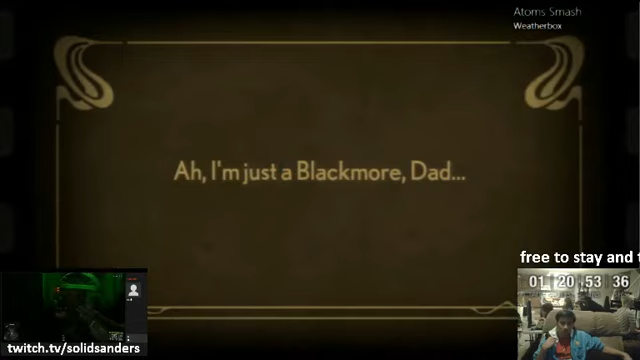 Atoms Smash
Weatherbox
Ah, I'm just a Blackmore, Dad...
free to stay and
01 20 53 36
twitch.tv/solidsanders